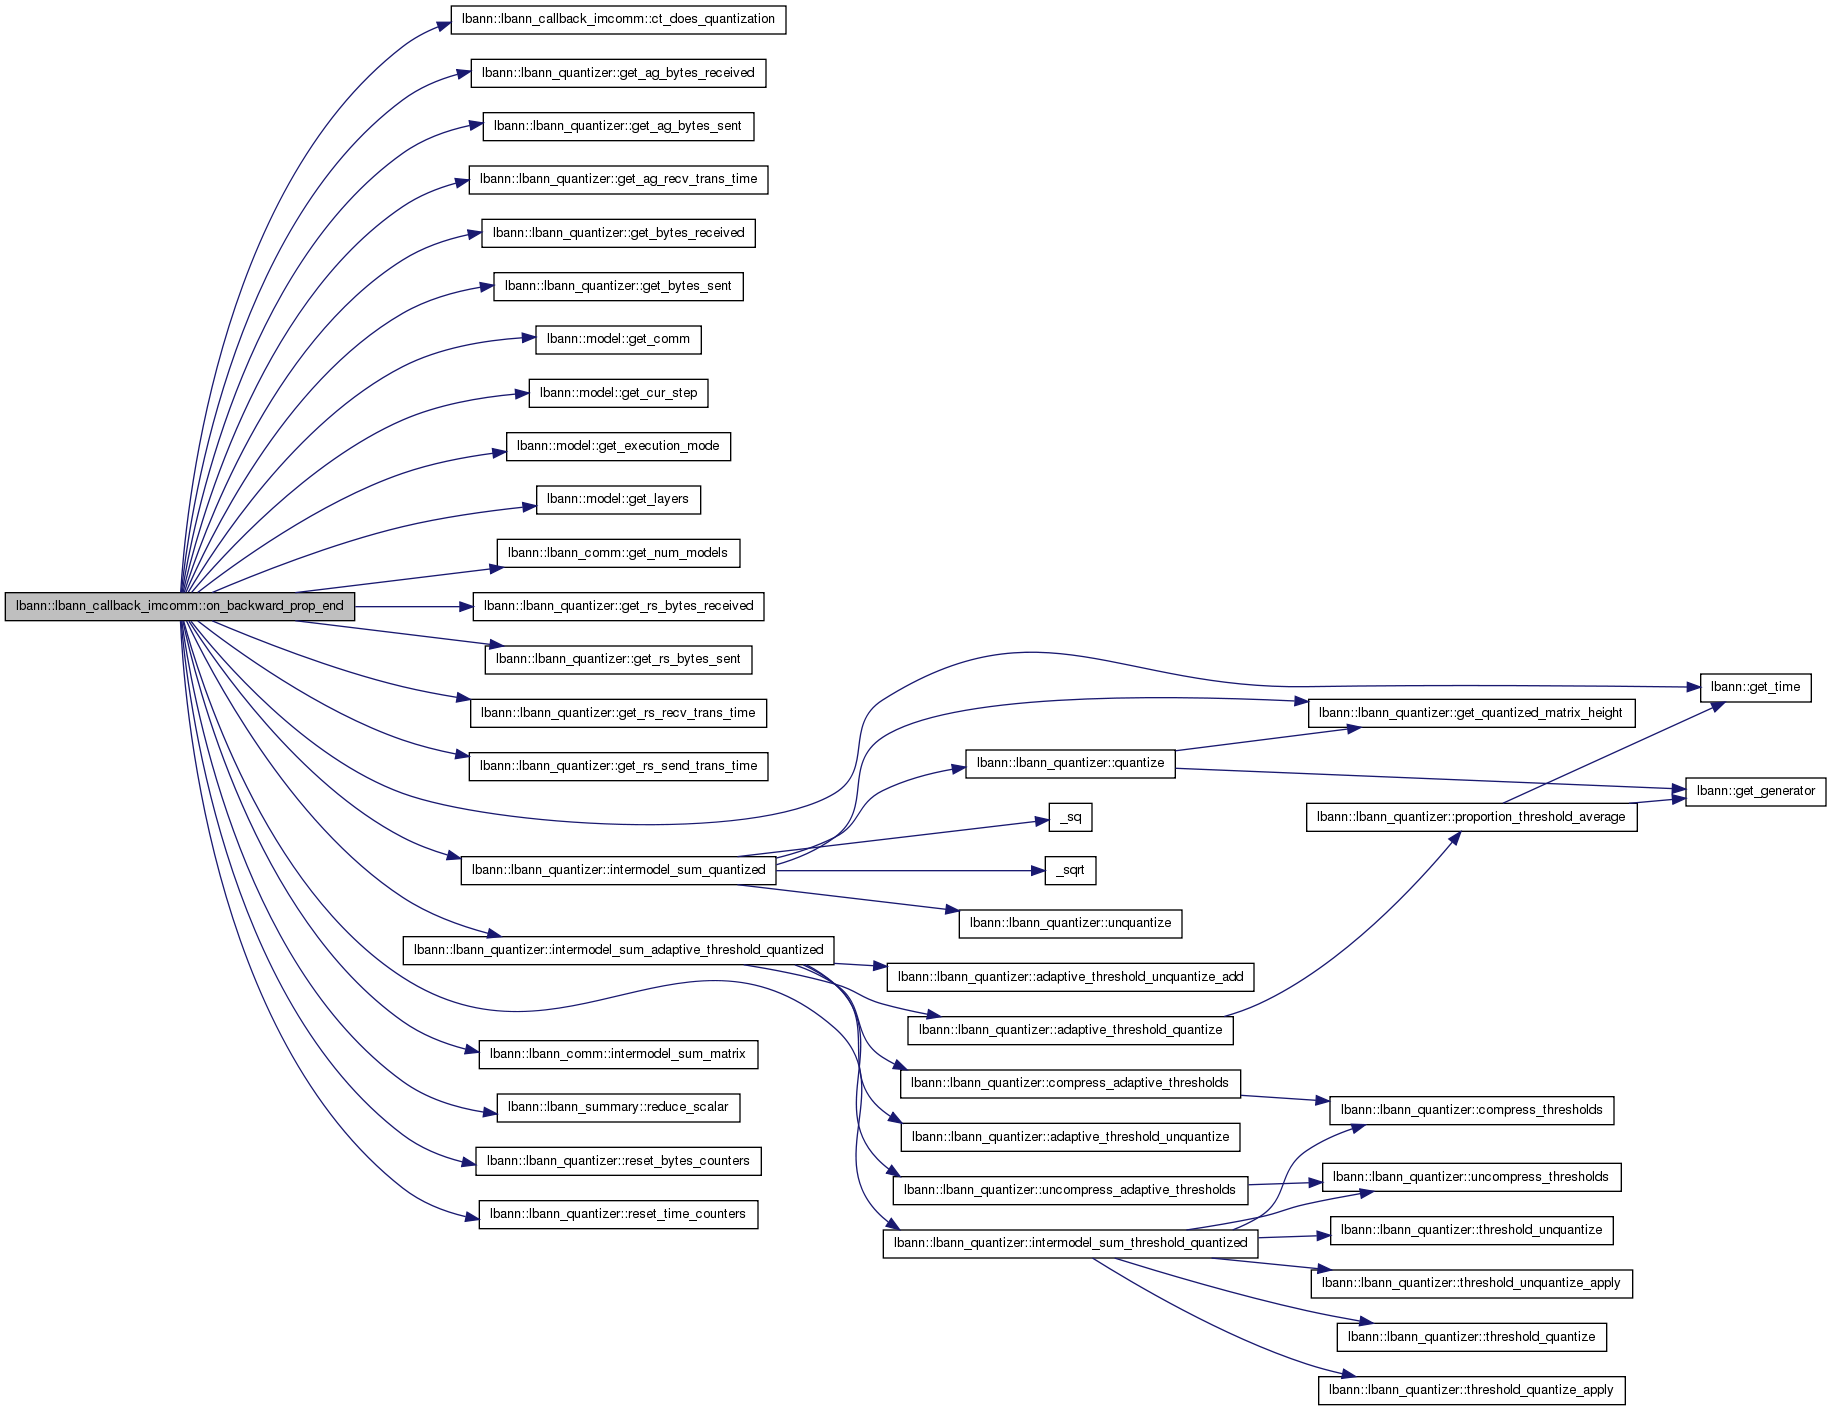 lbann::lbann_callback_imcomm::ct_does_quantization
lbann::lbann_quantizer::get_ag_bytes_received
lbann::lbann_quantizer::get_ag_bytes_sent
lbann::lbann_quantizer::get_ag_recv_trans_time
lbann::lbann_quantizer::get_bytes_received
lbann::lbann_quantizer::get_bytes_sent
lbann::model::get_comm
lbann::model::get_cur_step
lbann::model::get_execution_mode
lbann::model::get_layers
lbann::lbann_comm::get_num_models
lbann::lbann_callback_imcomm::on_backward_prop_end
lbann::lbann_quantizer::get_rs_bytes_received
lbann::lbann_quantizer::get_rs_bytes_sent
lbann::get_time
lbann::lbann_quantizer::get_rs_recv_trans_time
lbann::lbann_quantizer::get_quantized_matrix_height
lbann::lbann_quantizer::get_rs_send_trans_time
lbann::lbann_quantizer::quantize
lbann::get_generator
_sq
lbann::lbann_quantizer::proportion_threshold_average
lbann::lbann_quantizer::intermodel_sum_quantized
_sqrt
lbann::lbann_quantizer::unquantize
lbann::lbann_quantizer::intermodel_sum_adaptive_threshold_quantized
lbann::lbann_quantizer::adaptive_threshold_unquantize_add
lbann::lbann_quantizer::adaptive_threshold_quantize
lbann::lbann_comm::intermodel_sum_matrix
lbann::lbann_quantizer::compress_adaptive_thresholds
lbann::lbann_summary::reduce_scalar
lbann::lbann_quantizer::compress_thresholds
lbann::lbann_quantizer::adaptive_threshold_unquantize
lbann::lbann_quantizer::reset_bytes_counters
lbann::lbann_quantizer::uncompress_adaptive_thresholds
lbann::lbann_quantizer::uncompress_thresholds
lbann::lbann_quantizer::reset_time_counters
lbann::lbann_quantizer::intermodel_sum_threshold_quantized
lbann::lbann_quantizer::threshold_unquantize
lbann::lbann_quantizer::threshold_unquantize_apply
lbann::lbann_quantizer::threshold_quantize
lbann::lbann_quantizer::threshold_quantize_apply